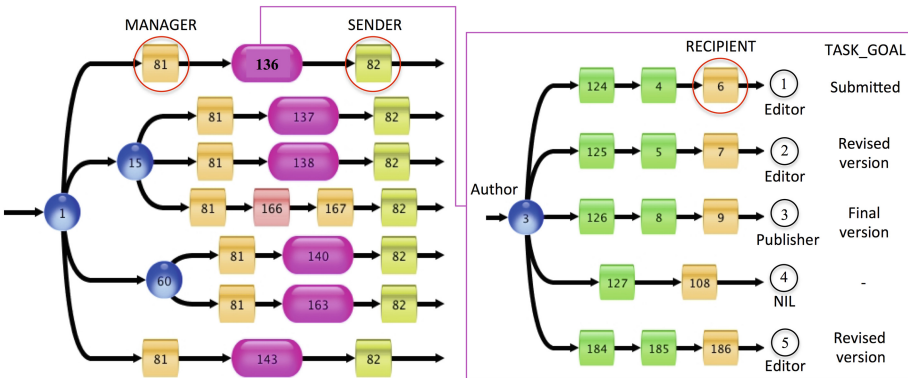 MANAGER
SENDER
81
136
82
81
137
82
15
81
138
82
81
166
167
82
1
81
140
82
60
81
163
82
81
143
82
RECIPIENT
TASK_GOAL
124
4
6
1
Editor
Submitted
125
5
7
2
Editor
Revised
version
Author
3
126
8
9
3
Publisher
Final
version
127
108
4
NIL
-
184
185
186
5
Editor
Revised
version